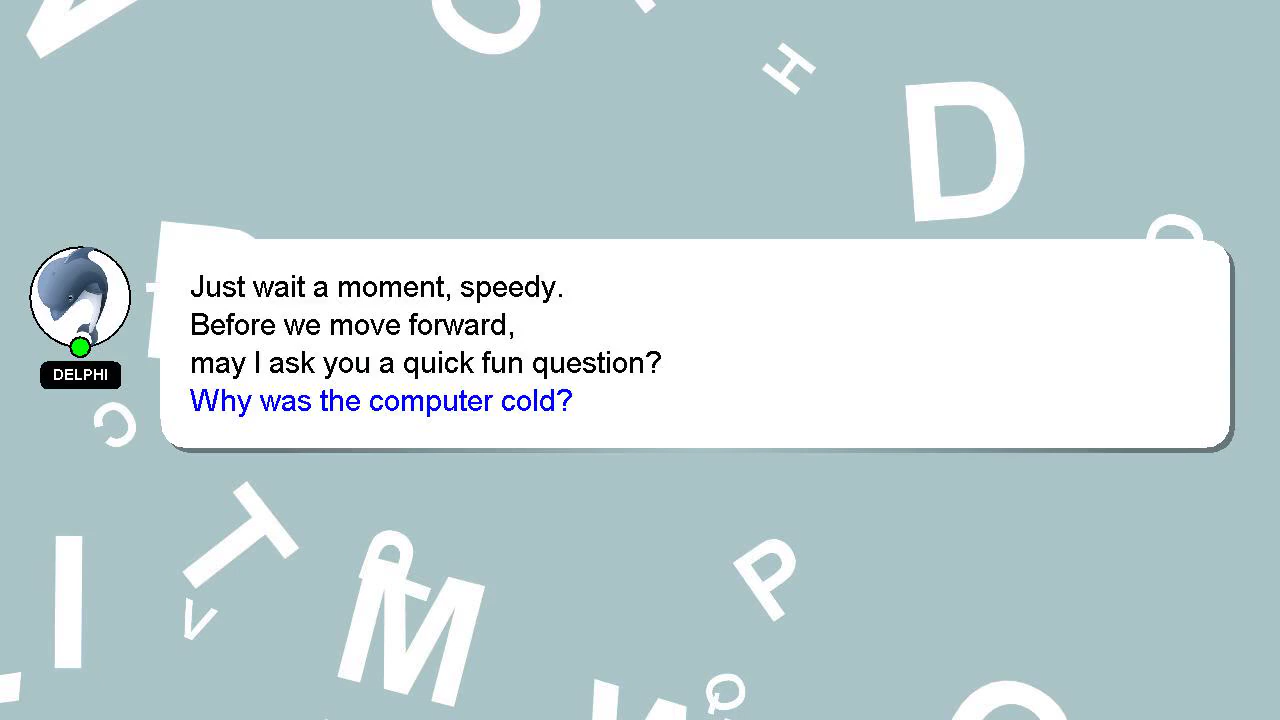 Just wait a moment, speedy.
Before we move forward,
may I ask you a quick fun question?
Why was the computer cold?
DELPHI
H
D
C
T
I
V
M
P
Q